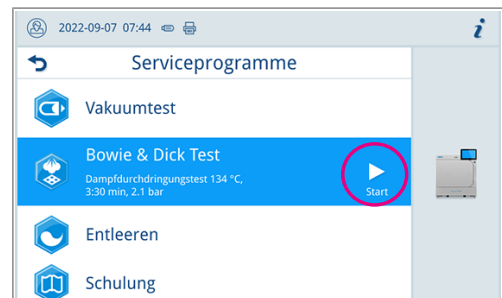 2022-09-07 07:44
i
Serviceprogramme
Vakuumtest
Bowie & Dick Test
Dampfdurchdringungstest 134 °C,
3:30 min, 2.1 bar
Start
Entleeren
Schulung